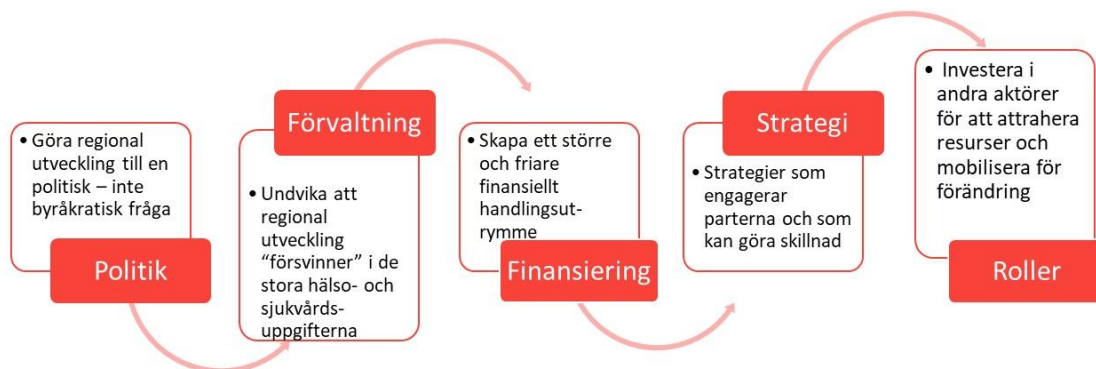 • Göra regional
utveckling till en
politisk – inte
byråkratisk fråga
Politik
Förvaltning
• Undvika att
regional
utveckling
“försvinner” i de
stora hälso- och
sjukvårds-
uppgifterna
• Skapa ett större
och friare
finansiellt
handlingsut-
rymme
Finansiering
Strategi
• Strategier som
engagerar
parterna och som
kan göra skillnad
• Investera i
andra aktörer
för att attrahera
resurser och
mobilisera för
förändring
Roller